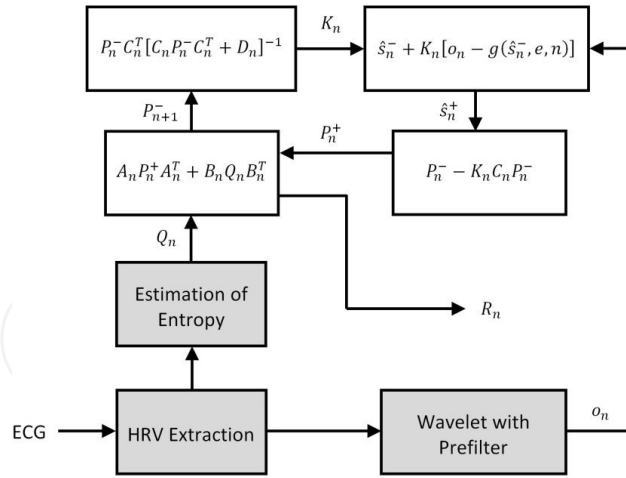 K_n
P_n^- C_n^T [C_n P_n^- C_n^T + D_n]^{-1}
ŝ_n^- + K_n[o_n − g(ŝ_n^-, e, n)]
P_{n+1}^-
P_n^+
ŝ_n^+
A_n P_n^+ A_n^T + B_n Q_n B_n^T
P_n^- − K_n C_n P_n^-
Q_n
Estimation of
Entropy
R_n
ECG
HRV Extraction
Wavelet with
Prefilter
o_n